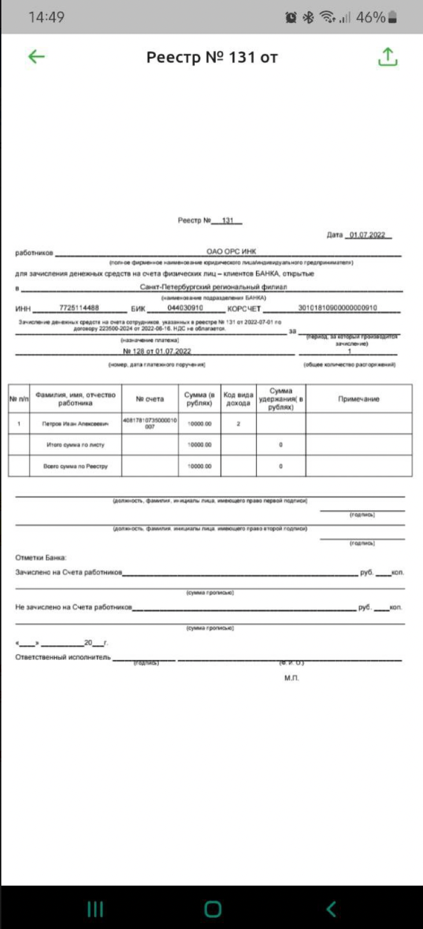 14:49
46%
Реестр № 131 от
Реестр № 131
Дата 01.07.2022
работников ОАО ОРС ИНК
(полное фирменное наименование юридического лица/индивидуального предпринимателя)
для зачисления денежных средств на счета физических лиц – клиентов БАНКА, открытые
в Санкт-Петербургский региональный филиал
(наименование подразделения БАНКА)
ИНН 7725114488 БИК 044030910 КОРСЧЕТ 30101810900000000910
Зачисление денежных средств на счета сотрудников, указанных в реестре № 131 от 2022-07-01 по
договору 223500-2024 от 2022-06-16. НДС не облагается.
за
(назначение платежа)
(период, за который производится
зачисление)
№ 128 от 01.07.2022
1
(номер, дата платежного поручения)
(общее количество распоряжений)
№ п/п
Фамилия, имя, отчество
работника
№ счета
Сумма (в
рублях)
Код вида
дохода
Сумма
удержания( в
рублях)
Примечание
1
Петров Иван Алексеевич
4081781073500001​0
007
10000.00
2
Итого сумма по листу
10000.00
0
Всего сумма по Реестру
10000.00
0
(должность, фамилия, инициалы лица, имеющего право первой подписи)
(подпись)
(должность, фамилия инициалы лица, имеющего право второй подписи)
(подпись)
Отметки Банка:
Зачислено на Счета работников руб. коп.
(сумма прописью)
Не зачислено на Счета работников руб. коп.
(сумма прописью)
«___» ________20__г.
Ответственный исполнитель
(подпись)
(Ф. И. О.)
М.П.